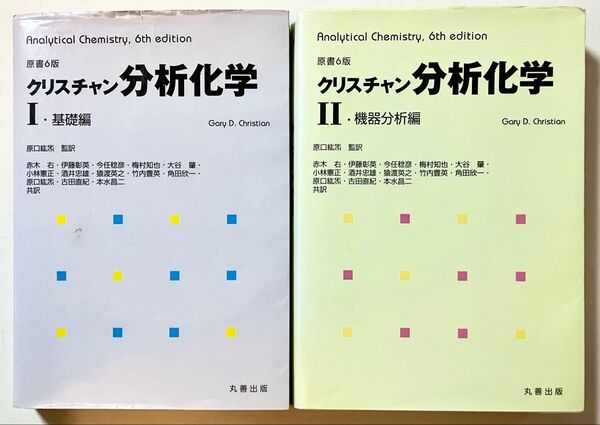 Analytical Chemistry, 6th edition
原書6版
クリスチャン分析化学
I・基礎編
Gary D. Christian
原口紘炁 監訳
赤木 右・伊藤彰英・今任稔彦・梅村知也・大谷 肇・
小林憲正・酒井忠雄・猿渡英之・竹内豊英・角田欣一・
原口紘炁・古田直紀・本水昌二
共訳
丸善出版
Analytical Chemistry, 6th edition
原書6版
クリスチャン分析化学
II・機器分析編
Gary D. Christian
原口紘炁 監訳
赤木 右・伊藤彰英・今任稔彦・梅村知也・大谷 肇・
小林憲正・酒井忠雄・猿渡英之・竹内豊英・角田欣一・
原口紘炁・古田直紀・本水昌二
共訳
丸善出版